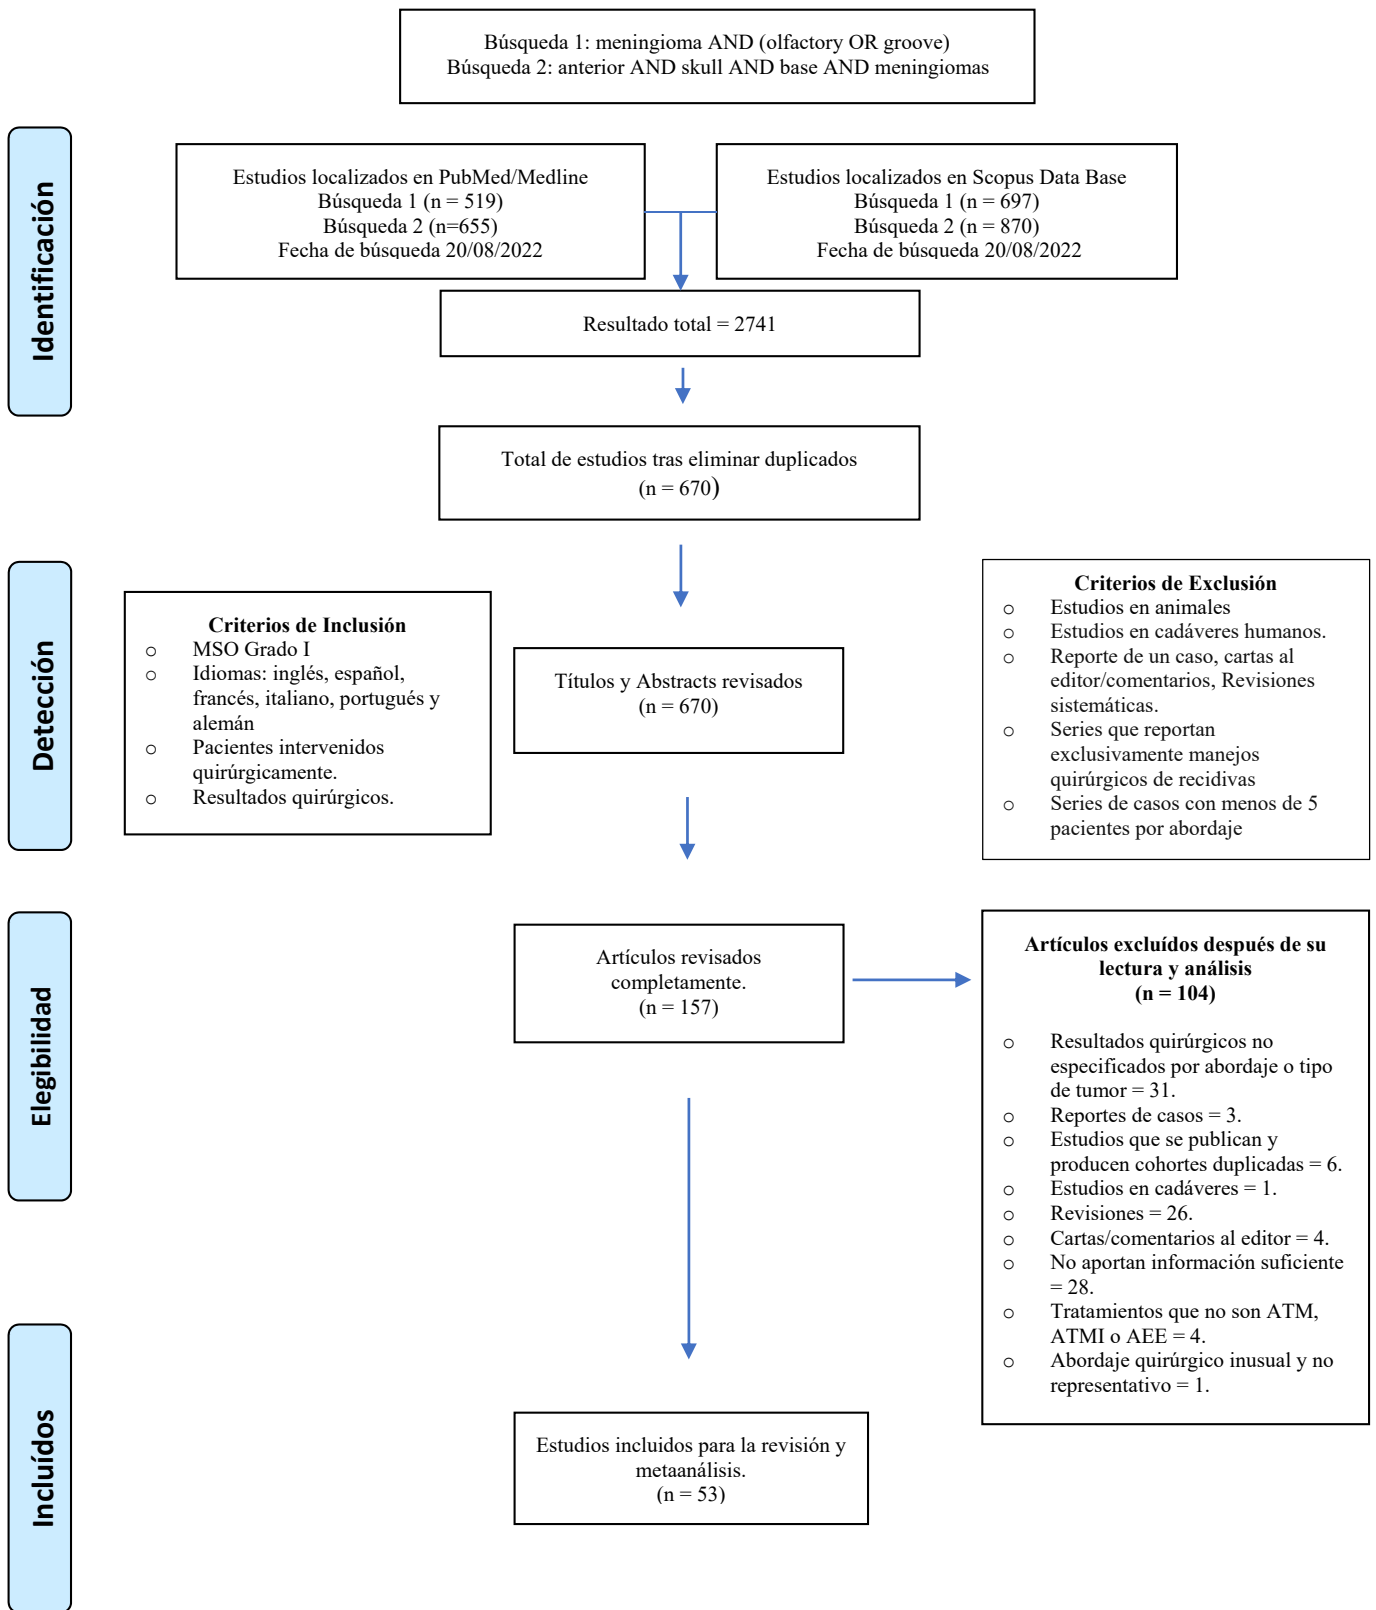 Búsqueda 1: meningioma AND (olfactory OR groove)
Búsqueda 2: anterior AND skull AND base AND meningiomas
Identificación
Estudios localizados en PubMed/Medline
Búsqueda 1 (n = 519)
Búsqueda 2 (n=655)
Fecha de búsqueda 20/08/2022
Estudios localizados en Scopus Data Base
Búsqueda 1 (n = 697)
Búsqueda 2 (n = 870)
Fecha de búsqueda 20/08/2022
Resultado total = 2741
Total de estudios tras eliminar duplicados
(n = 670)
Detección
Criterios de Inclusión
o MSO Grado I
o Idiomas: inglés, español,
francés, italiano, portugués y
alemán
o Pacientes intervenidos
quirúrgicamente.
o Resultados quirúrgicos.
Títulos y Abstracts revisados
(n = 670)
Criterios de Exclusión
o Estudios en animales
o Estudios en cadáveres humanos.
o Reporte de un caso, cartas al
editor/comentarios, Revisiones
sistemáticas.
o Series que reportan
exclusivamente manejos
quirúrgicos de recidivas
o Series de casos con menos de 5
pacientes por abordaje
Elegibilidad
Artículos revisados
completamente.
(n = 157)
Artículos excluídos después de su
lectura y análisis
(n = 104)
o Resultados quirúrgicos no
especificados por abordaje o tipo
de tumor = 31.
o Reportes de casos = 3.
o Estudios que se publican y
producen cohortes duplicadas = 6.
o Estudios en cadáveres = 1.
o Revisiones = 26.
o Cartas/comentarios al editor = 4.
o No aportan información suficiente
= 28.
o Tratamientos que no son ATM,
ATMI o AEE = 4.
o Abordaje quirúrgico inusual y no
representativo = 1.
Incluídos
Estudios incluidos para la revisión y
metaanálisis.
(n = 53)